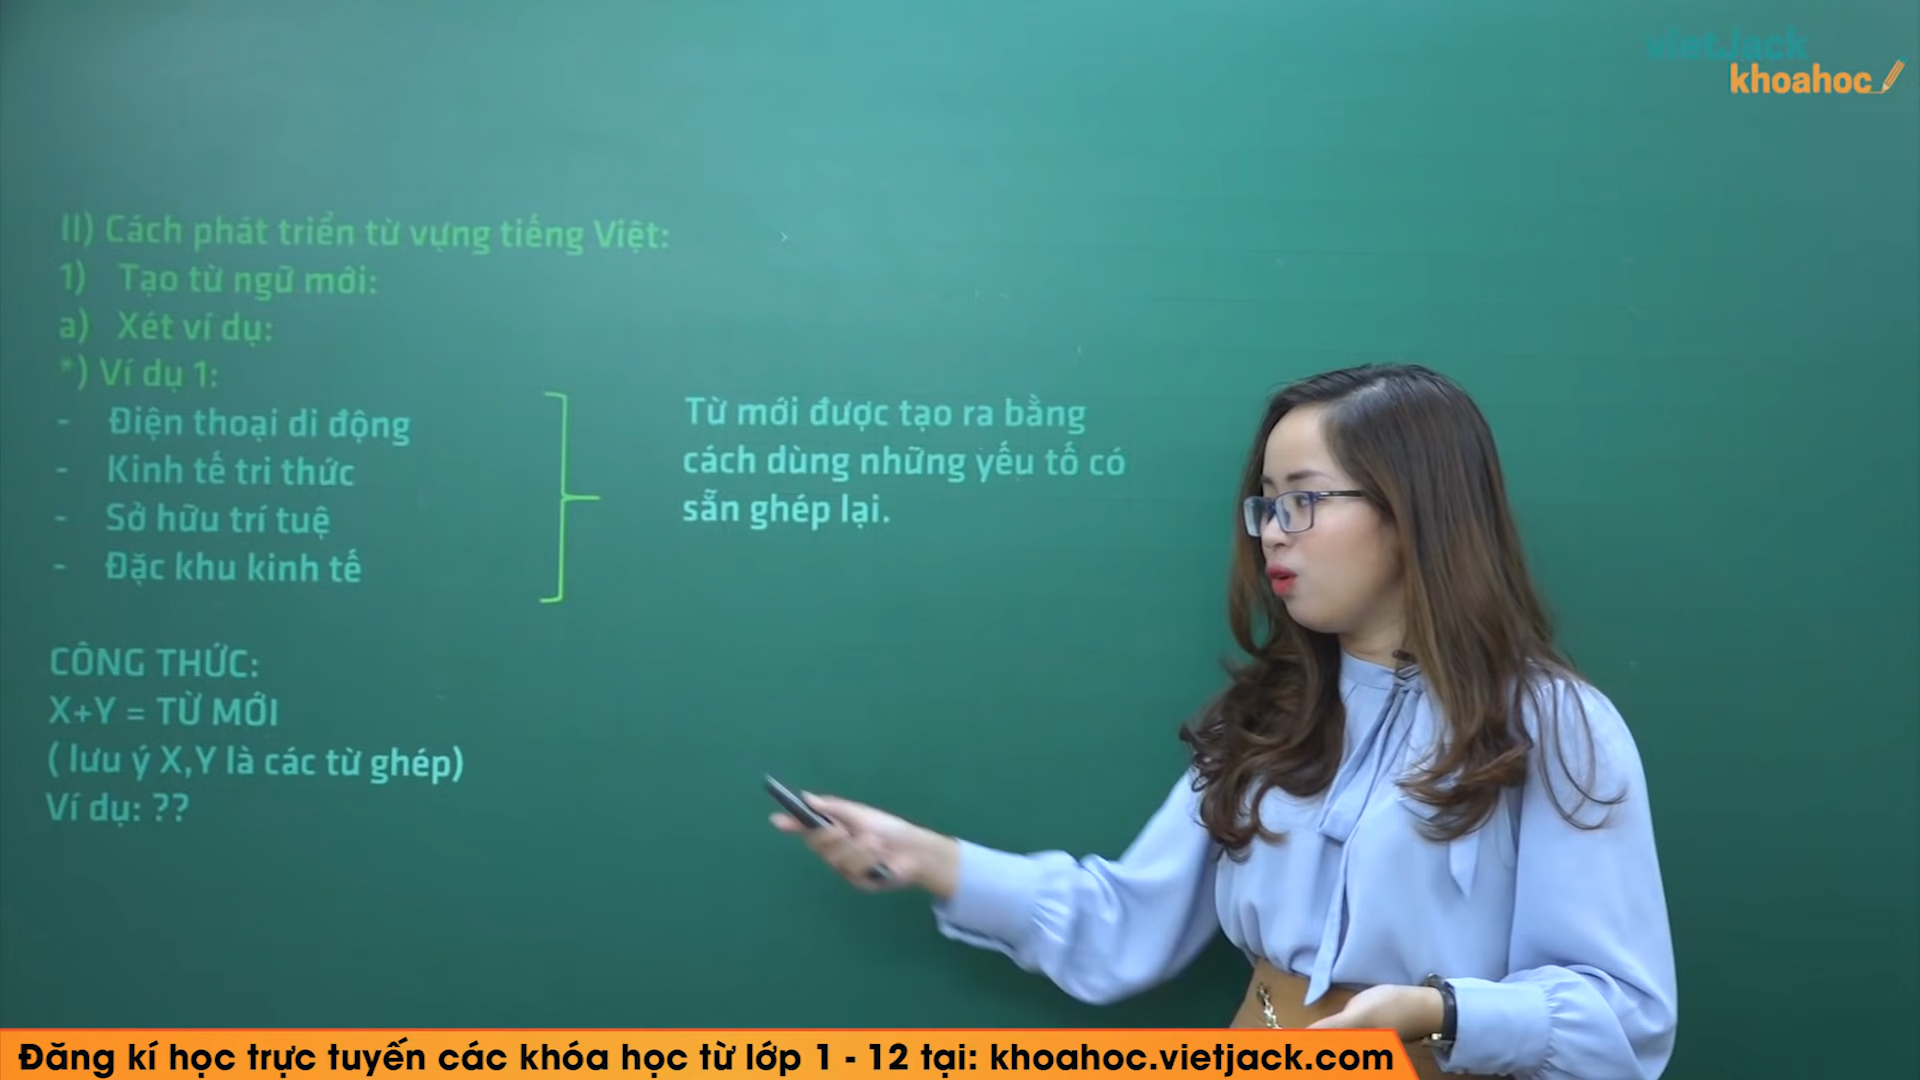 vietJack
khoahoc
II) Cách phát triển từ vựng tiếng Việt:
1) Tạo từ ngữ mới:
a) Xét ví dụ:
*) Ví dụ 1:
- Điện thoại di động
- Kinh tế tri thức
- Sở hữu trí tuệ
- Đặc khu kinh tế
Từ mới được tạo ra bằng
cách dùng những yếu tố có
sẵn ghép lại.
CÔNG THỨC:
X+Y = TỪ MỚI
( lưu ý X,Y là các từ ghép)
Ví dụ: ??
Đăng kí học trực tuyến các khóa học từ lớp 1 - 12 tại: khoahoc.vietjack.com